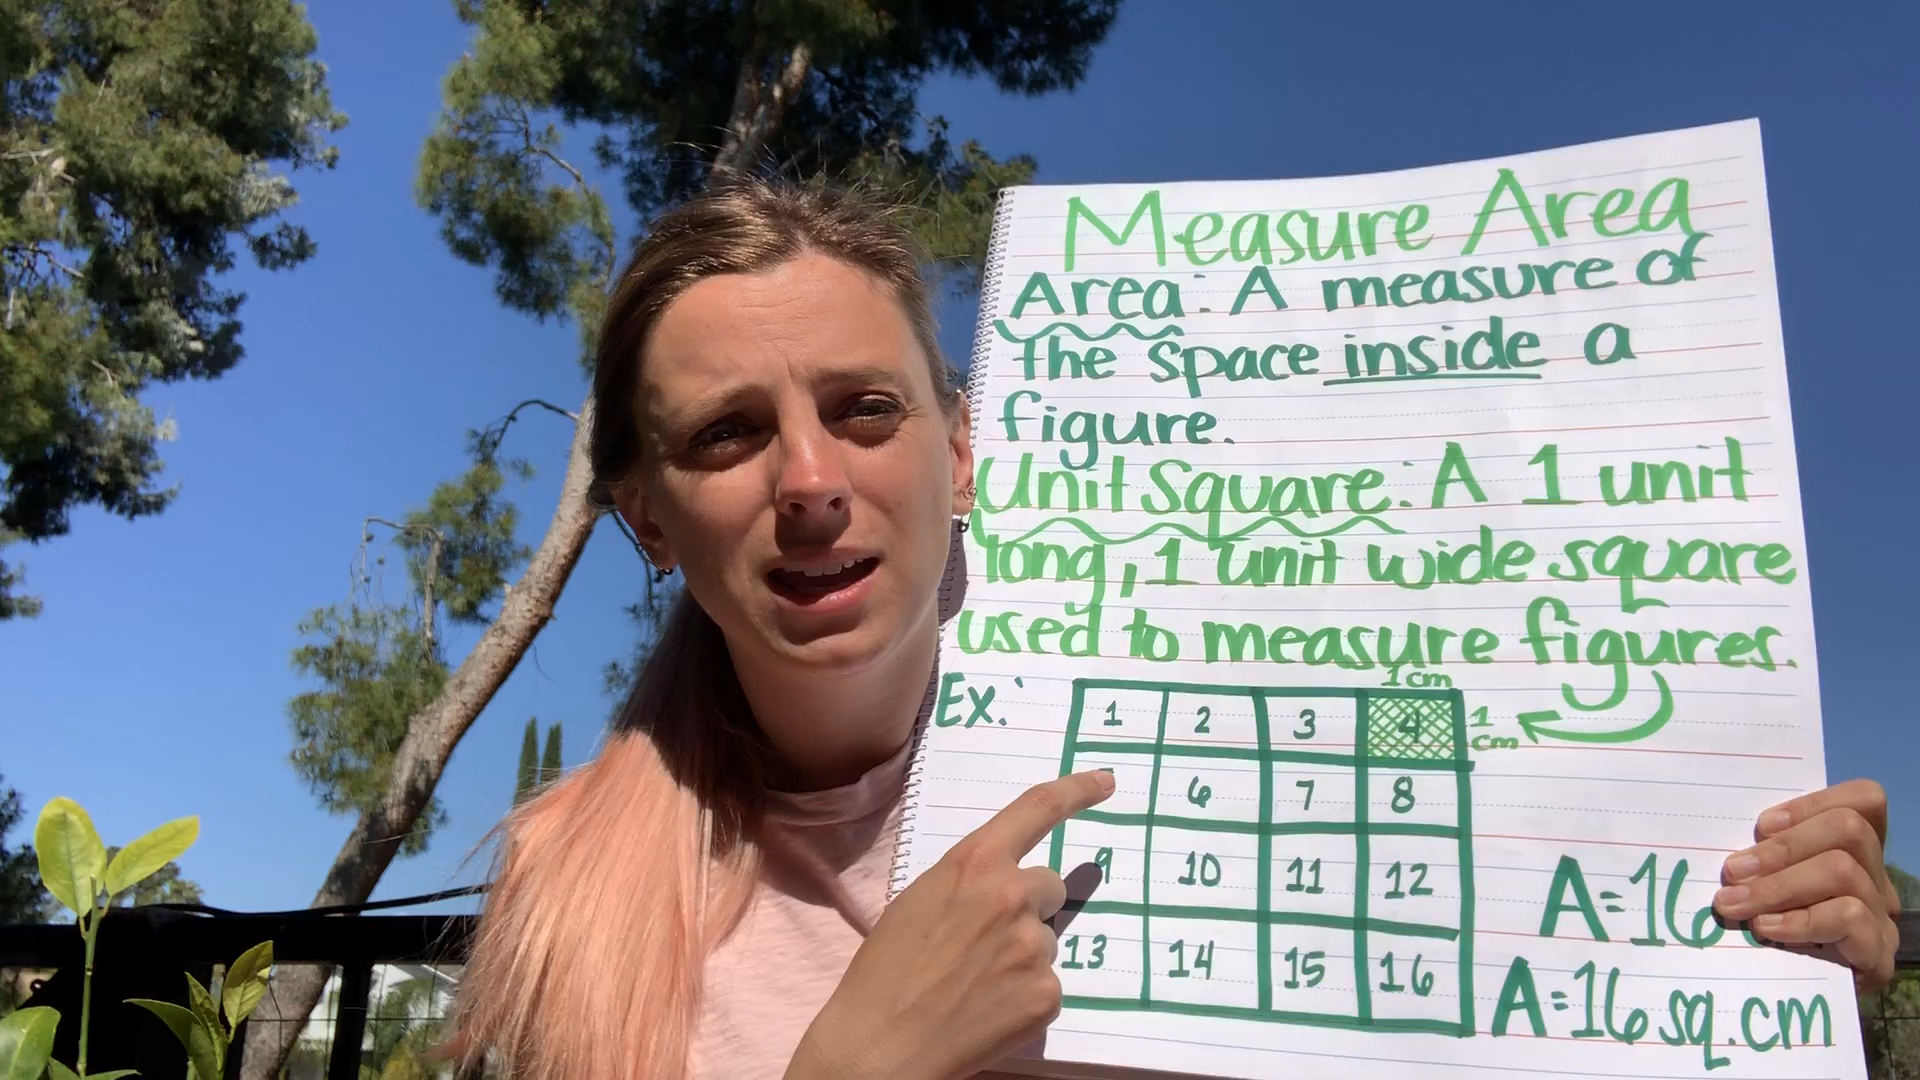 Measure Area
Area: A measure of
the space inside a
figure.
Unit Square: A 1 unit
long, 1 unit wide square
used to measure figures.
1cm
Ex:
1 2 3 4 1
cm
6 7 8
9 10 11 12
A=16
13 14 15 16
A=16 sq.cm